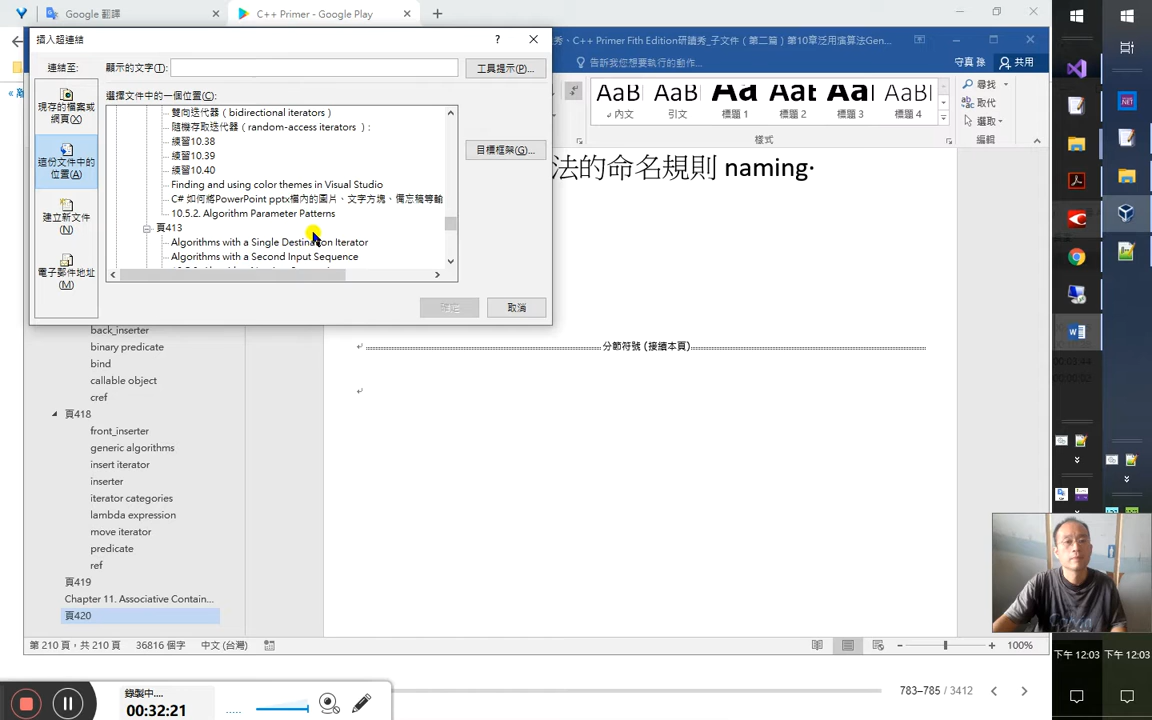 Google 翻譯
C++ Primer - Google Play
插入超連結
秀、C++ Primer Fith Edition研讀秀_子文件（第二篇）第10章泛用演算法Gen...
連結至:
顯示的文字(T):
工具提示(P)...
告訴我您想要執行的動作...
守真 孫
共用
現存的檔案或網頁(X)
選擇文件中的一個位置(C):
雙向迭代器（bidirectional iterators）
隨機存取迭代器（random-access iterators）:
練習10.38
練習10.39
練習10.40
Finding and using color themes in Visual Studio
C# 如何將PowerPoint pptx檔內的圖片、文字方塊、備忘稿等輸
10.5.2. Algorithm Parameter Patterns
頁413
Algorithms with a Single Destination Iterator
Algorithms with a Second Input Sequence
這份文件中的位置(A)
建立新文件(N)
電子郵件地址(M)
目標框架(G)...
確定
取消
AaB AaB AaB AaB AaBb
內文
引文
標題 1
標題 2
標題 3
標題 4
樣式
尋找
取代
選取
編輯
法的命名規則 naming
分節符號 (接續本頁)
back_inserter
binary predicate
bind
callable object
cref
頁418
front_inserter
generic algorithms
insert iterator
inserter
iterator categories
lambda expression
move iterator
predicate
ref
頁419
Chapter 11. Associative Contain...
頁420
第 210 頁，共 210 頁
36816 個字
中文 (台灣)
100%
錄製中....
00:32:21
783–785 / 3412
下午 12:03
下午 12:03